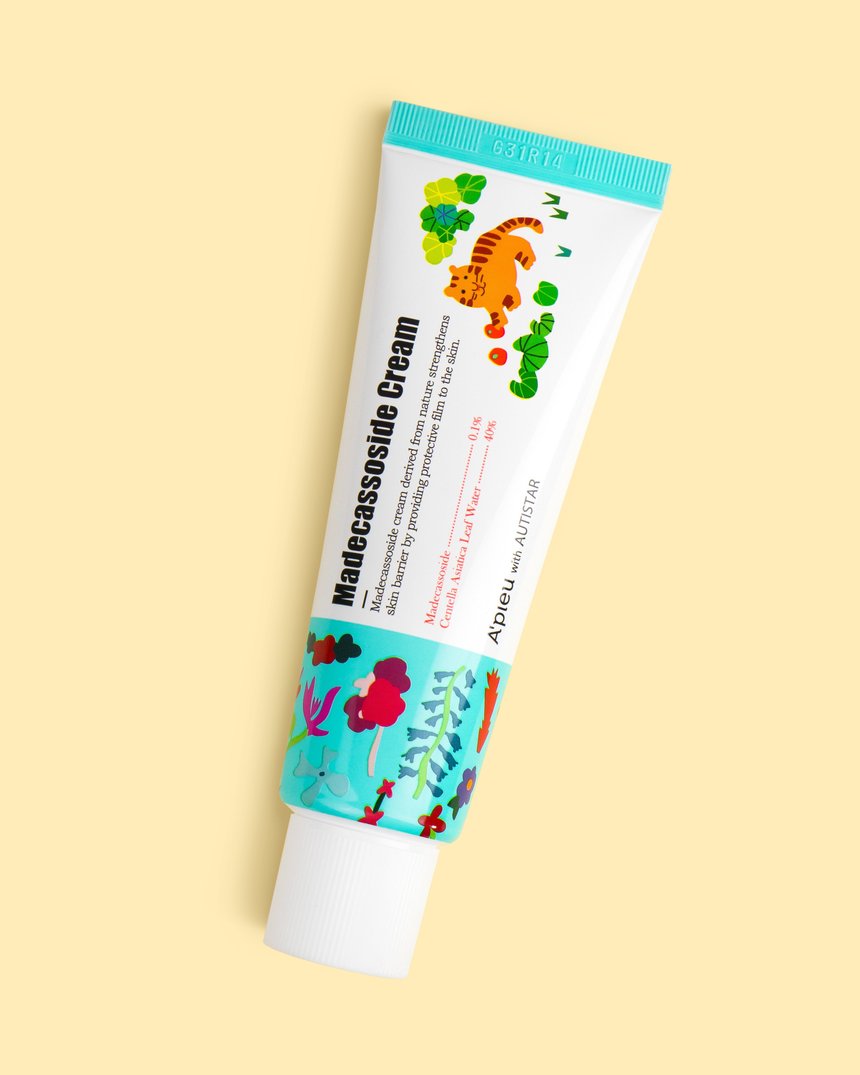 G31R14
Madecassoside Cream
Madecassoside cream derived from nature strengthens
skin barrier by providing protective film to the skin.
Madecassoside ........................... 0.1%
Centella Asiatica Leaf Water ............ 40%
A'pieu with AUTISTAR